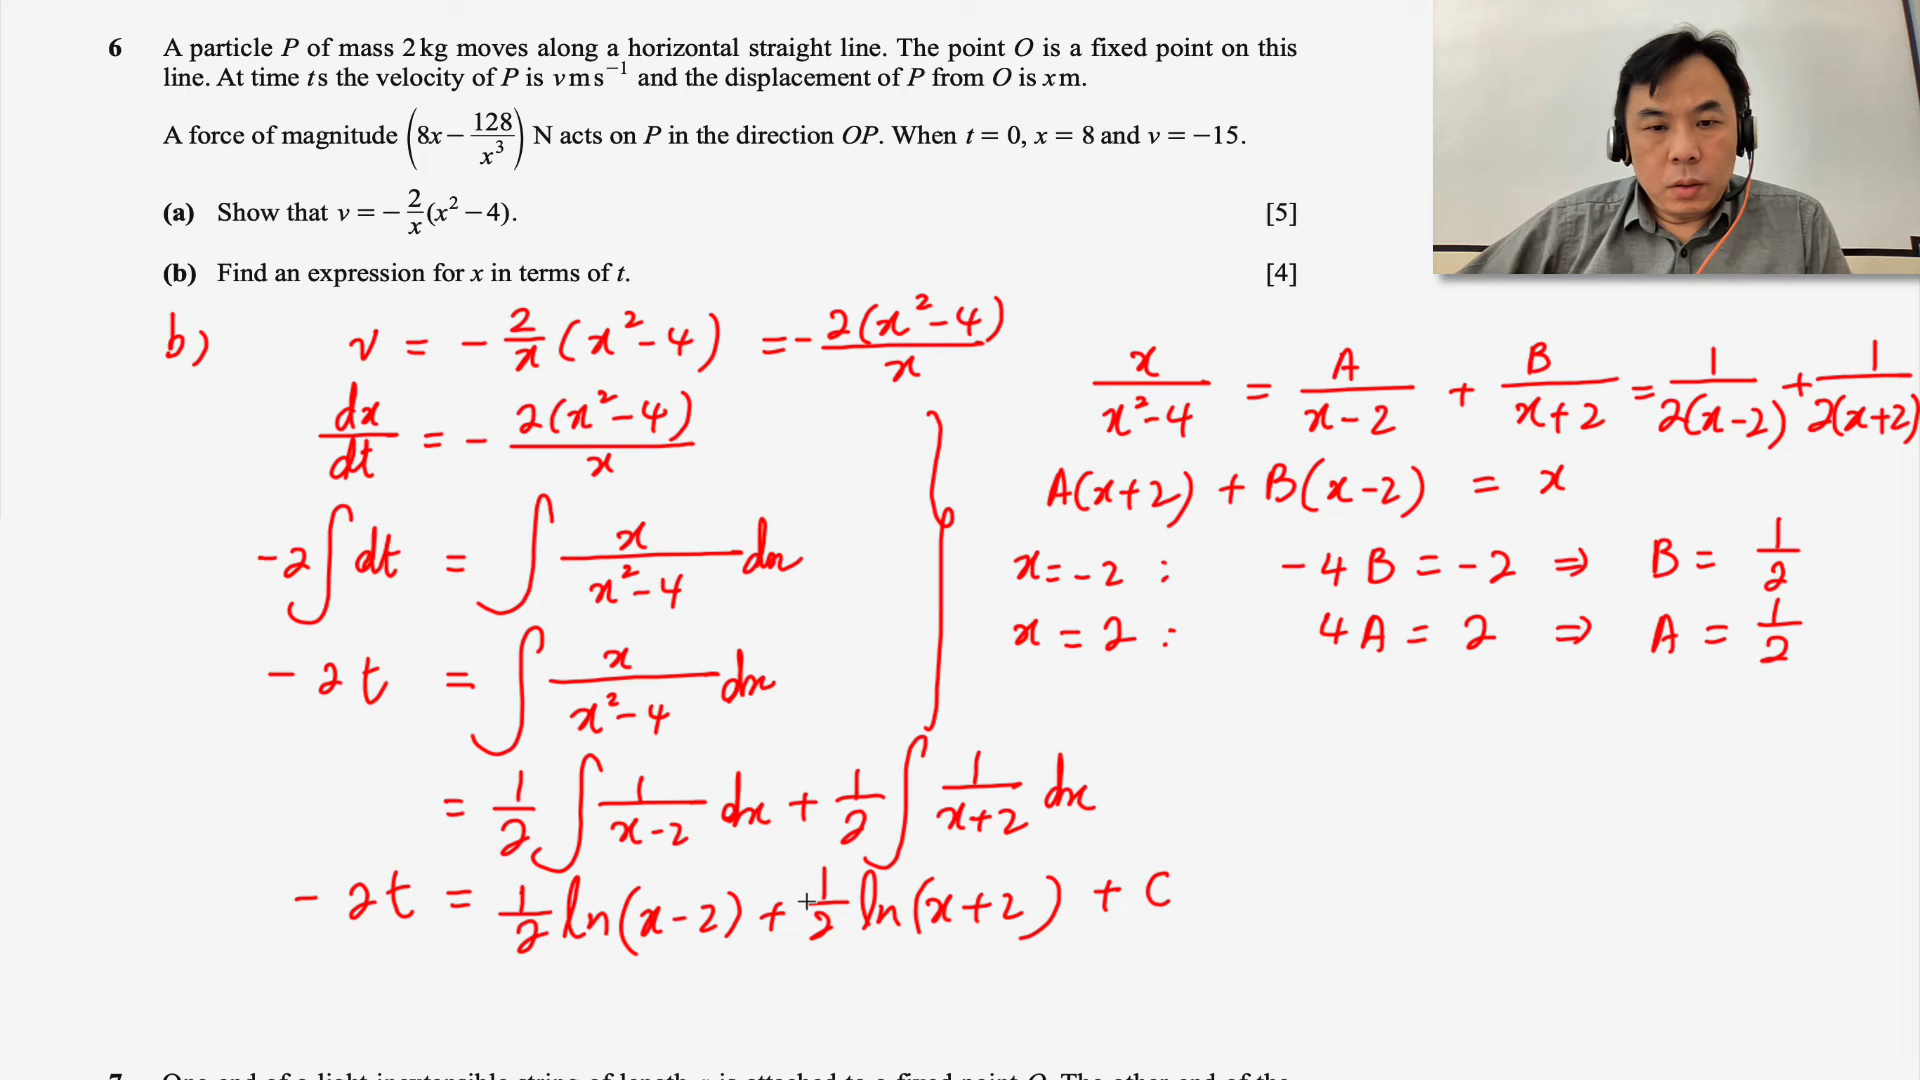 6 A particle P of mass 2 kg moves along a horizontal straight line. The point O is a fixed point on this
line. At time t s the velocity of P is v m s⁻¹ and the displacement of P from O is x m.
A force of magnitude (8x − 128/x³) N acts on P in the direction OP. When t = 0, x = 8 and v = −15.
(a) Show that v = −2/x (x² − 4). [5]
(b) Find an expression for x in terms of t. [4]
b) v = − 2/x (x² − 4) = − 2(x² − 4)/x
dx/dt = − 2(x² − 4)/x
−2 ∫ dt = ∫ x/(x² − 4) dx
− 2t = ∫ x/(x² − 4) dx
= 1/2 ∫ 1/(x − 2) dx + 1/2 ∫ 1/(x + 2) dx
− 2t = 1/2 ln(x − 2) + 1/2 ln(x + 2) + C
x/(x² − 4) = A/(x − 2) + B/(x + 2) = 1/2(x − 2) + 1/2(x + 2)
A(x + 2) + B(x − 2) = x
x = −2 : − 4B = −2 ⇒ B = 1/2
x = 2 : 4A = 2 ⇒ A = 1/2